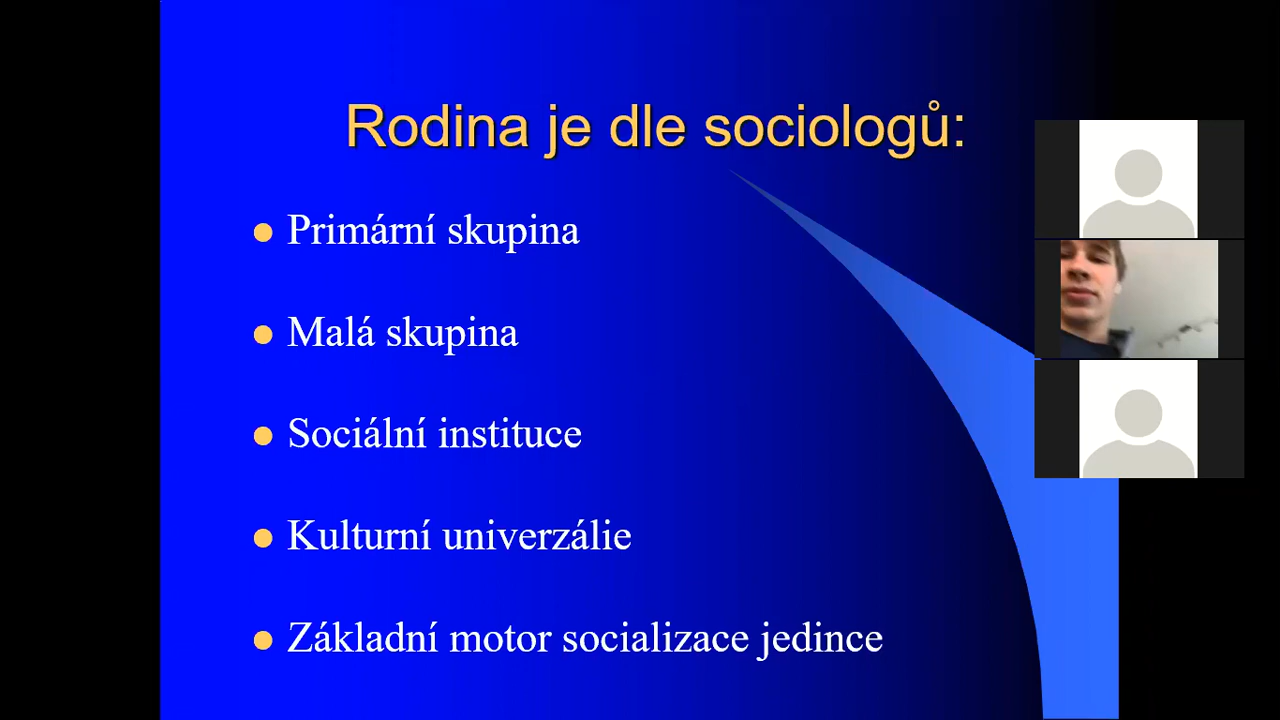 Rodina je dle sociologů:
Primární skupina
Malá skupina
Sociální instituce
Kulturní univerzálie
Základní motor socializace jedince